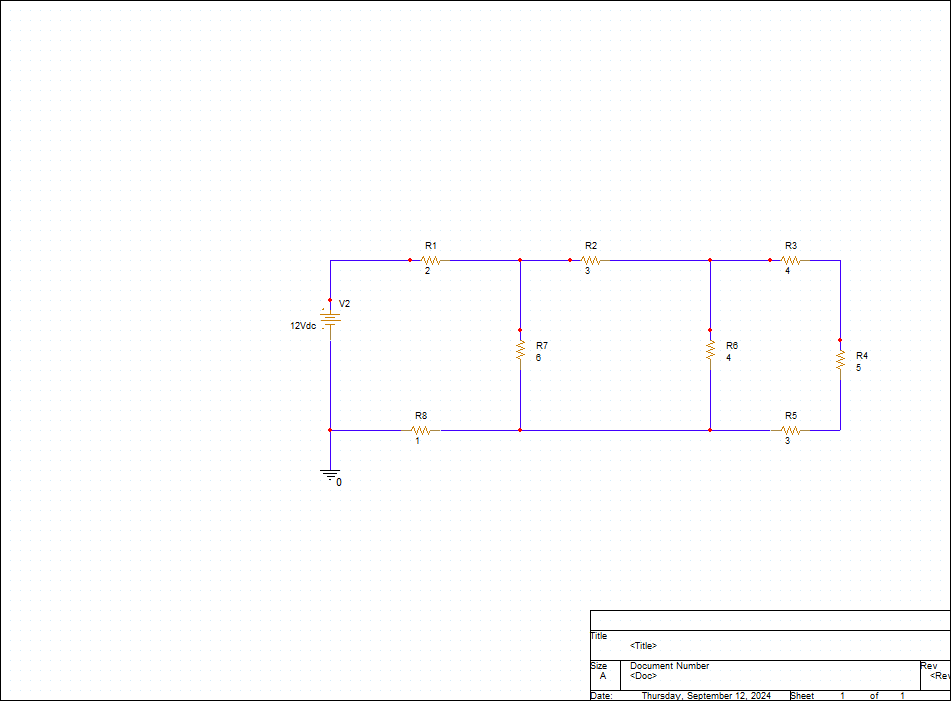 R1
2
R2
3
R3
4
V2
12Vdc
R7
6
R6
4
R4
5
R8
1
R5
3
0
Title
<Title>
Size
A
Document Number
<Doc>
Rev
<Rev
Date:
Thursday, September 12, 2024
Sheet
1
of
1